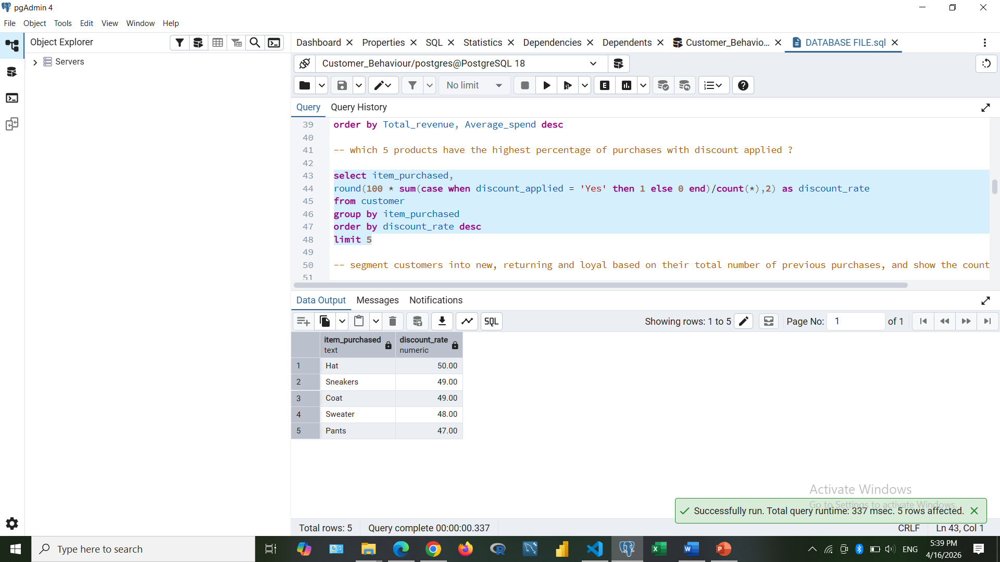 pgAdmin 4
File Object Tools Edit View Window Help
Object Explorer
Servers
Dashboard Properties SQL Statistics Dependencies Dependents Customer_Behavio... DATABASE FILE.sql
Customer_Behaviour/postgres@PostgreSQL 18
No limit
E
Query Query History
39 order by Total_revenue, Average_spend desc
40
41 -- which 5 products have the highest percentage of purchases with discount applied ?
42
43 select item_purchased,
44 round(100 * sum(case when discount_applied = 'Yes' then 1 else 0 end)/count(*),2) as discount_rate
45 from customer
46 group by item_purchased
47 order by discount_rate desc
48 limit 5
49
50 -- segment customers into new, returning and loyal based on their total number of previous purchases, and show the count
51
Data Output Messages Notifications
SQL Showing rows: 1 to 5 Page No: 1 of 1
item_purchased discount_rate
text numeric
1 Hat 50.00
2 Sneakers 49.00
3 Coat 49.00
4 Sweater 48.00
5 Pants 47.00
Activate Windows
Go to Settings to activate Windows.
Successfully run. Total query runtime: 337 msec. 5 rows affected.
Total rows: 5 Query complete 00:00:00.337 CRLF Ln 43, Col 1
Type here to search
ENG
5:39 PM
4/16/2026